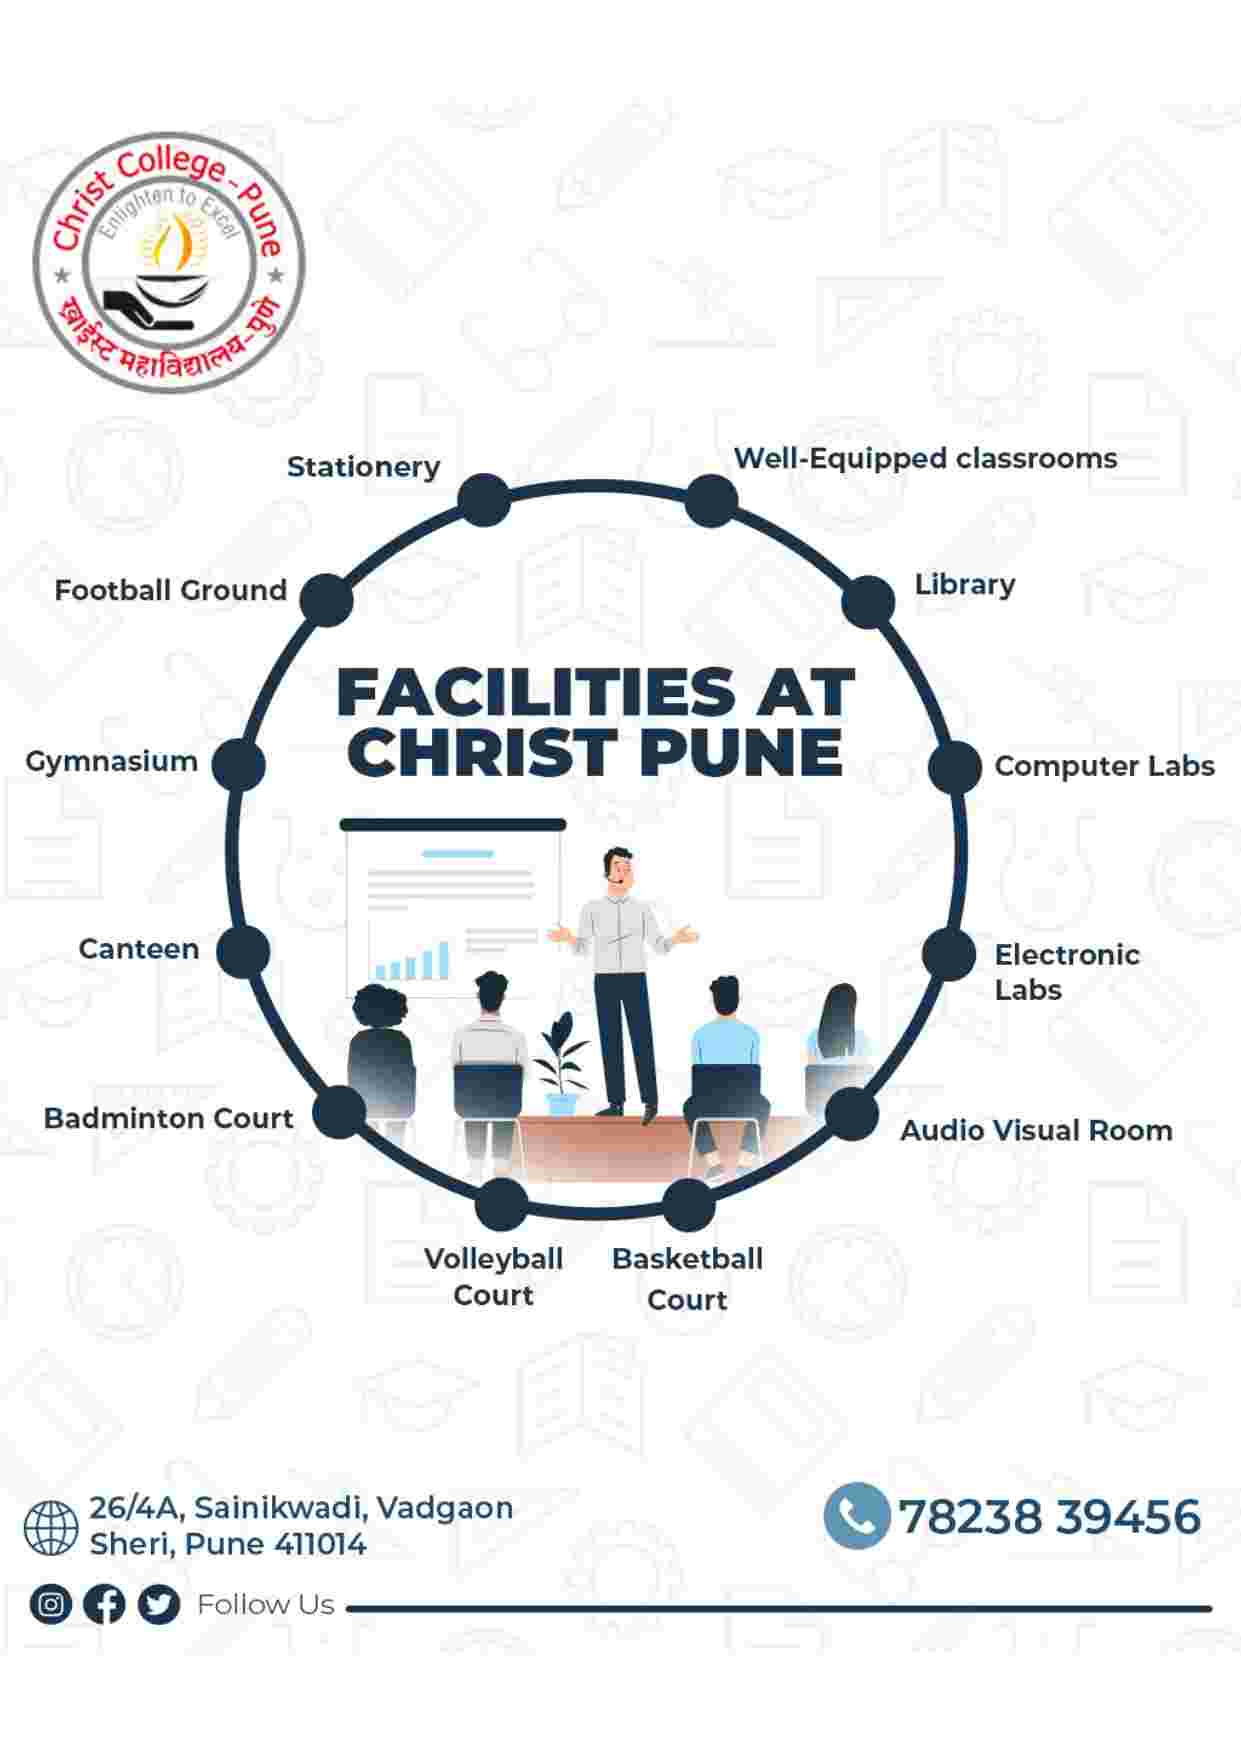 Christ College - Pune
Enlighten to Excel
ख्राईस्ट महाविद्यालय - पुणे
Stationery
Well-Equipped classrooms
Football Ground
Library
FACILITIES AT
CHRIST PUNE
Gymnasium
Computer Labs
Canteen
Electronic
Labs
Badminton Court
Audio Visual Room
Volleyball
Court
Basketball
Court
26/4A, Sainikwadi, Vadgaon
Sheri, Pune 411014
78238 39456
Follow Us